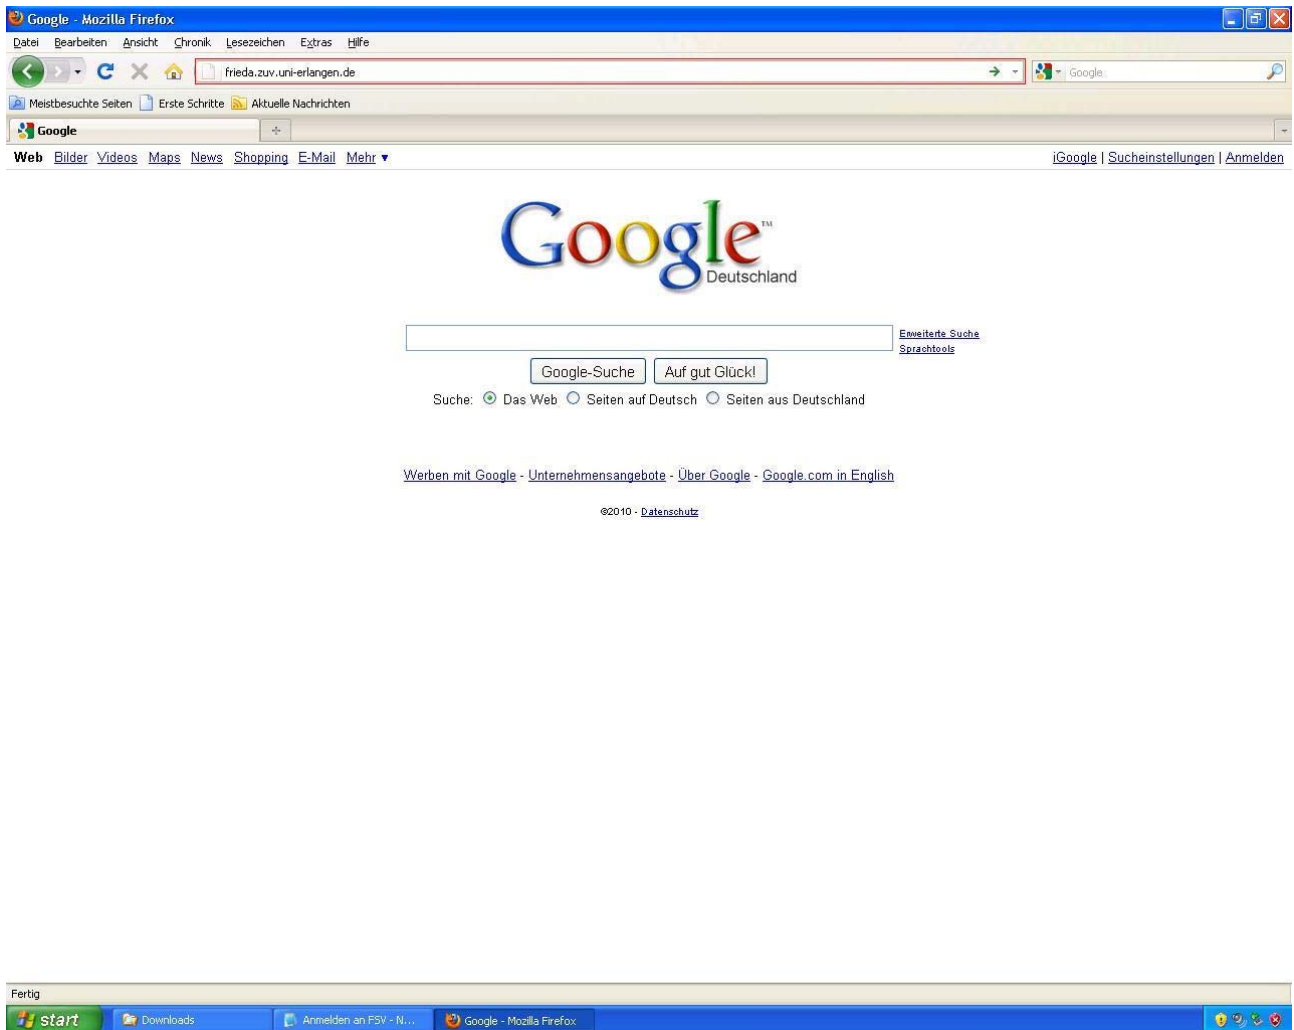 Google - Mozilla Firefox
Datei Bearbeiten Ansicht Chronik Lesezeichen Extras Hilfe
frieda.zuv.uni-erlangen.de Google
Meistbesuchte Seiten Erste Schritte Aktuelle Nachrichten
Google
Web Bilder Videos Maps News Shopping E-Mail Mehr ▼ iGoogle | Sucheinstellungen | Anmelden
Google™
Deutschland
Erweiterte Suche
Sprachtools
Google-Suche Auf gut Glück!
Suche: Das Web Seiten auf Deutsch Seiten aus Deutschland
Werben mit Google - Unternehmensangebote - Über Google - Google.com in English
©2010 - Datenschutz
Fertig
start Downloads Anmelden an FSV - N... Google - Mozilla Firefox